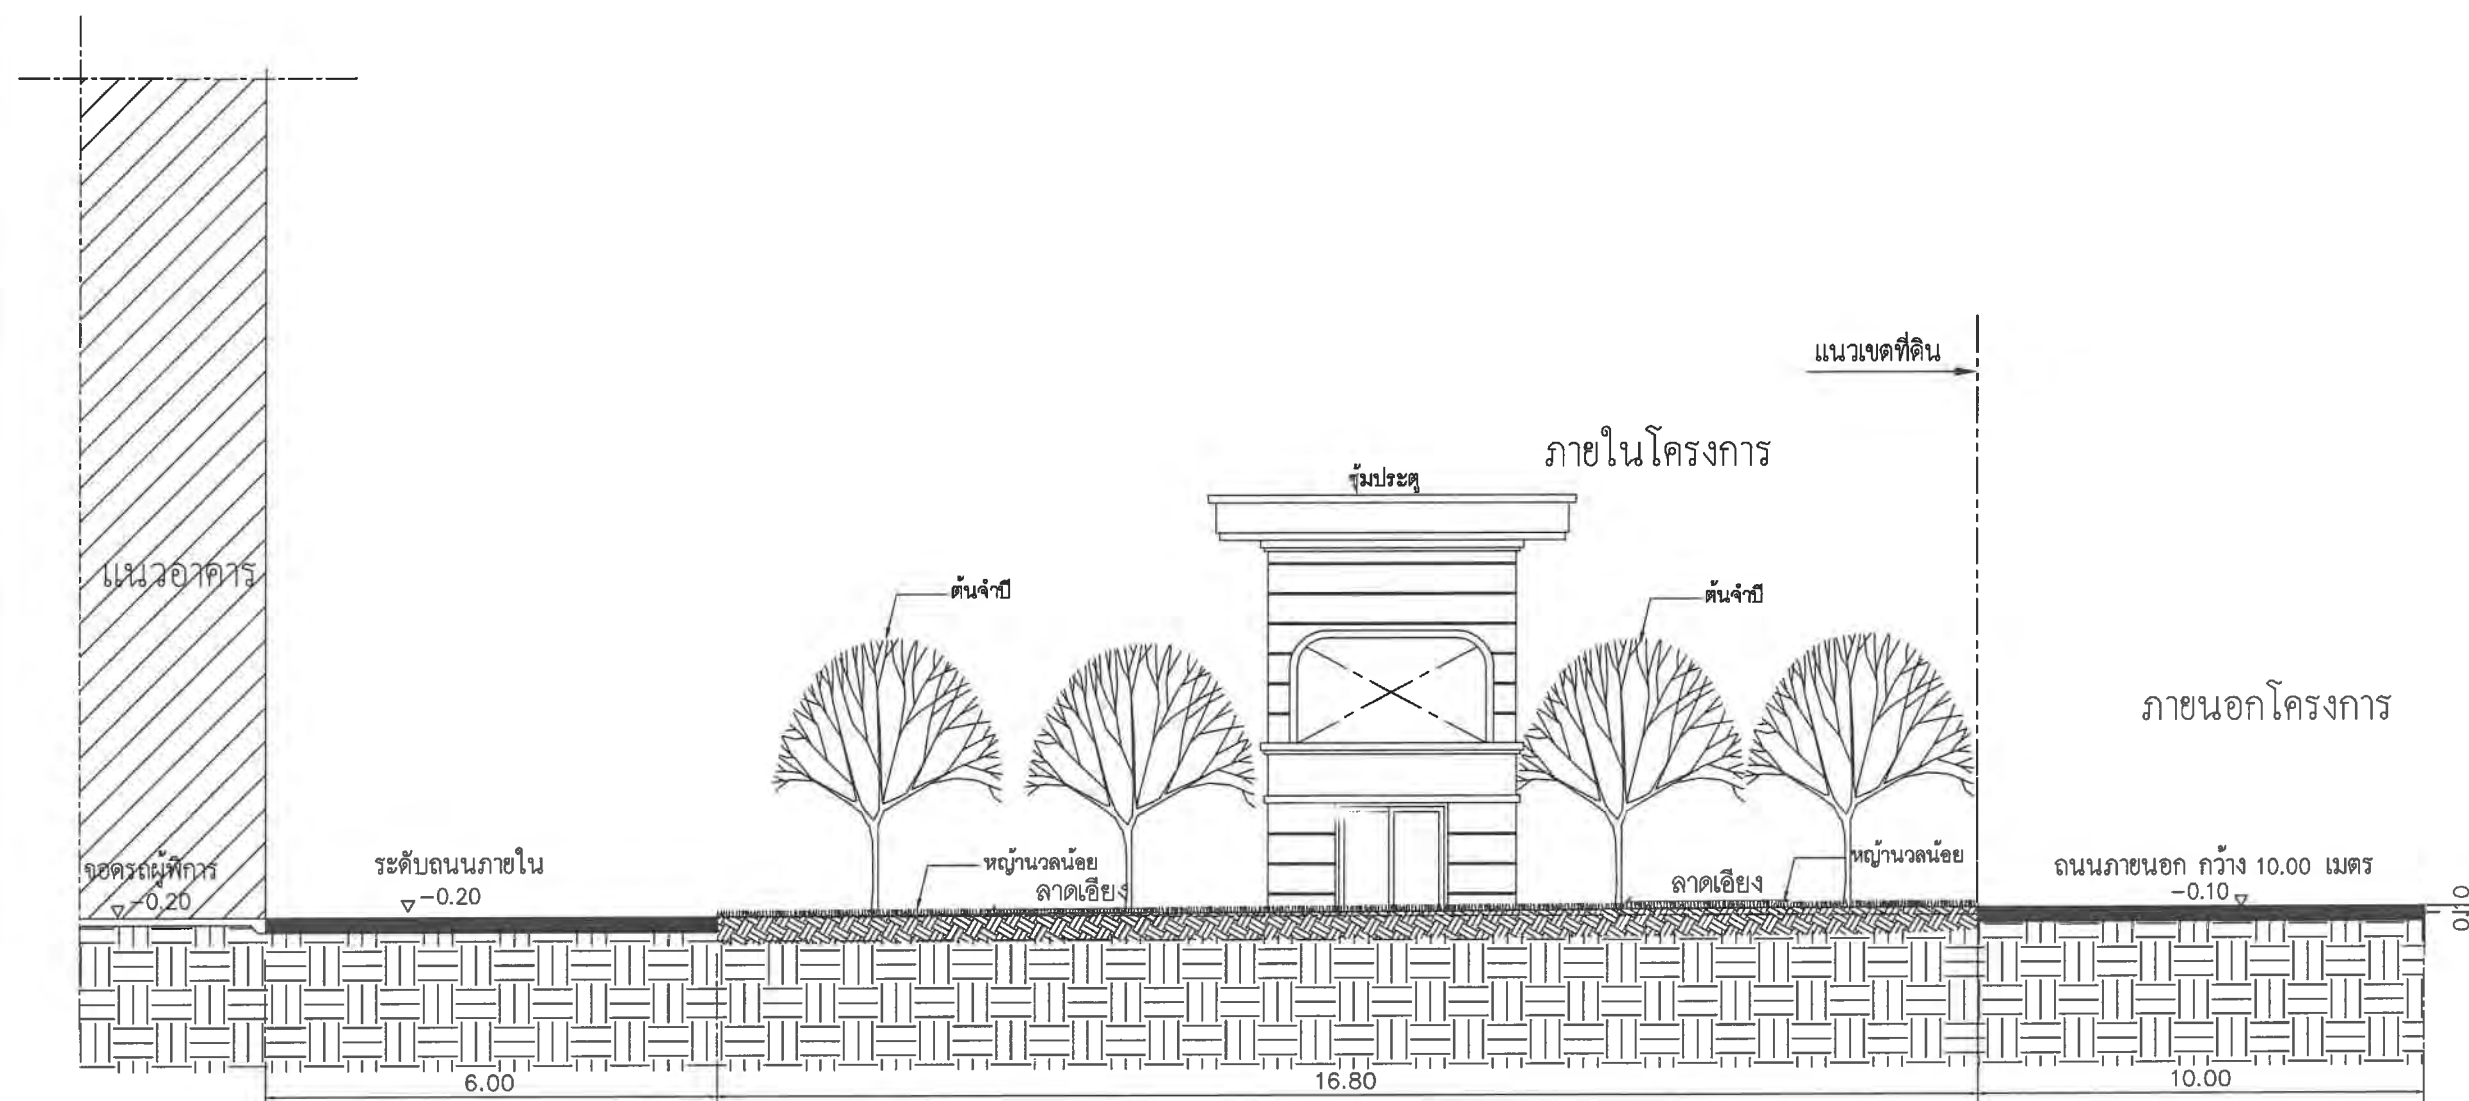 แนวเขตที่ดิน
ภายในโครงการ
ซุ้มประตู
แนวอาคาร
ต้นจำปี
ต้นจำปี
ภายนอกโครงการ
จอดรถผู้พิการ
-0.20
ระดับถนนภายใน
-0.20
หญ้านวลน้อย
ลาดเอียง
ลาดเอียง
หญ้านวลน้อย
ถนนภายนอก กว้าง 10.00 เมตร
-0.10
0.10
6.00
16.80
10.00